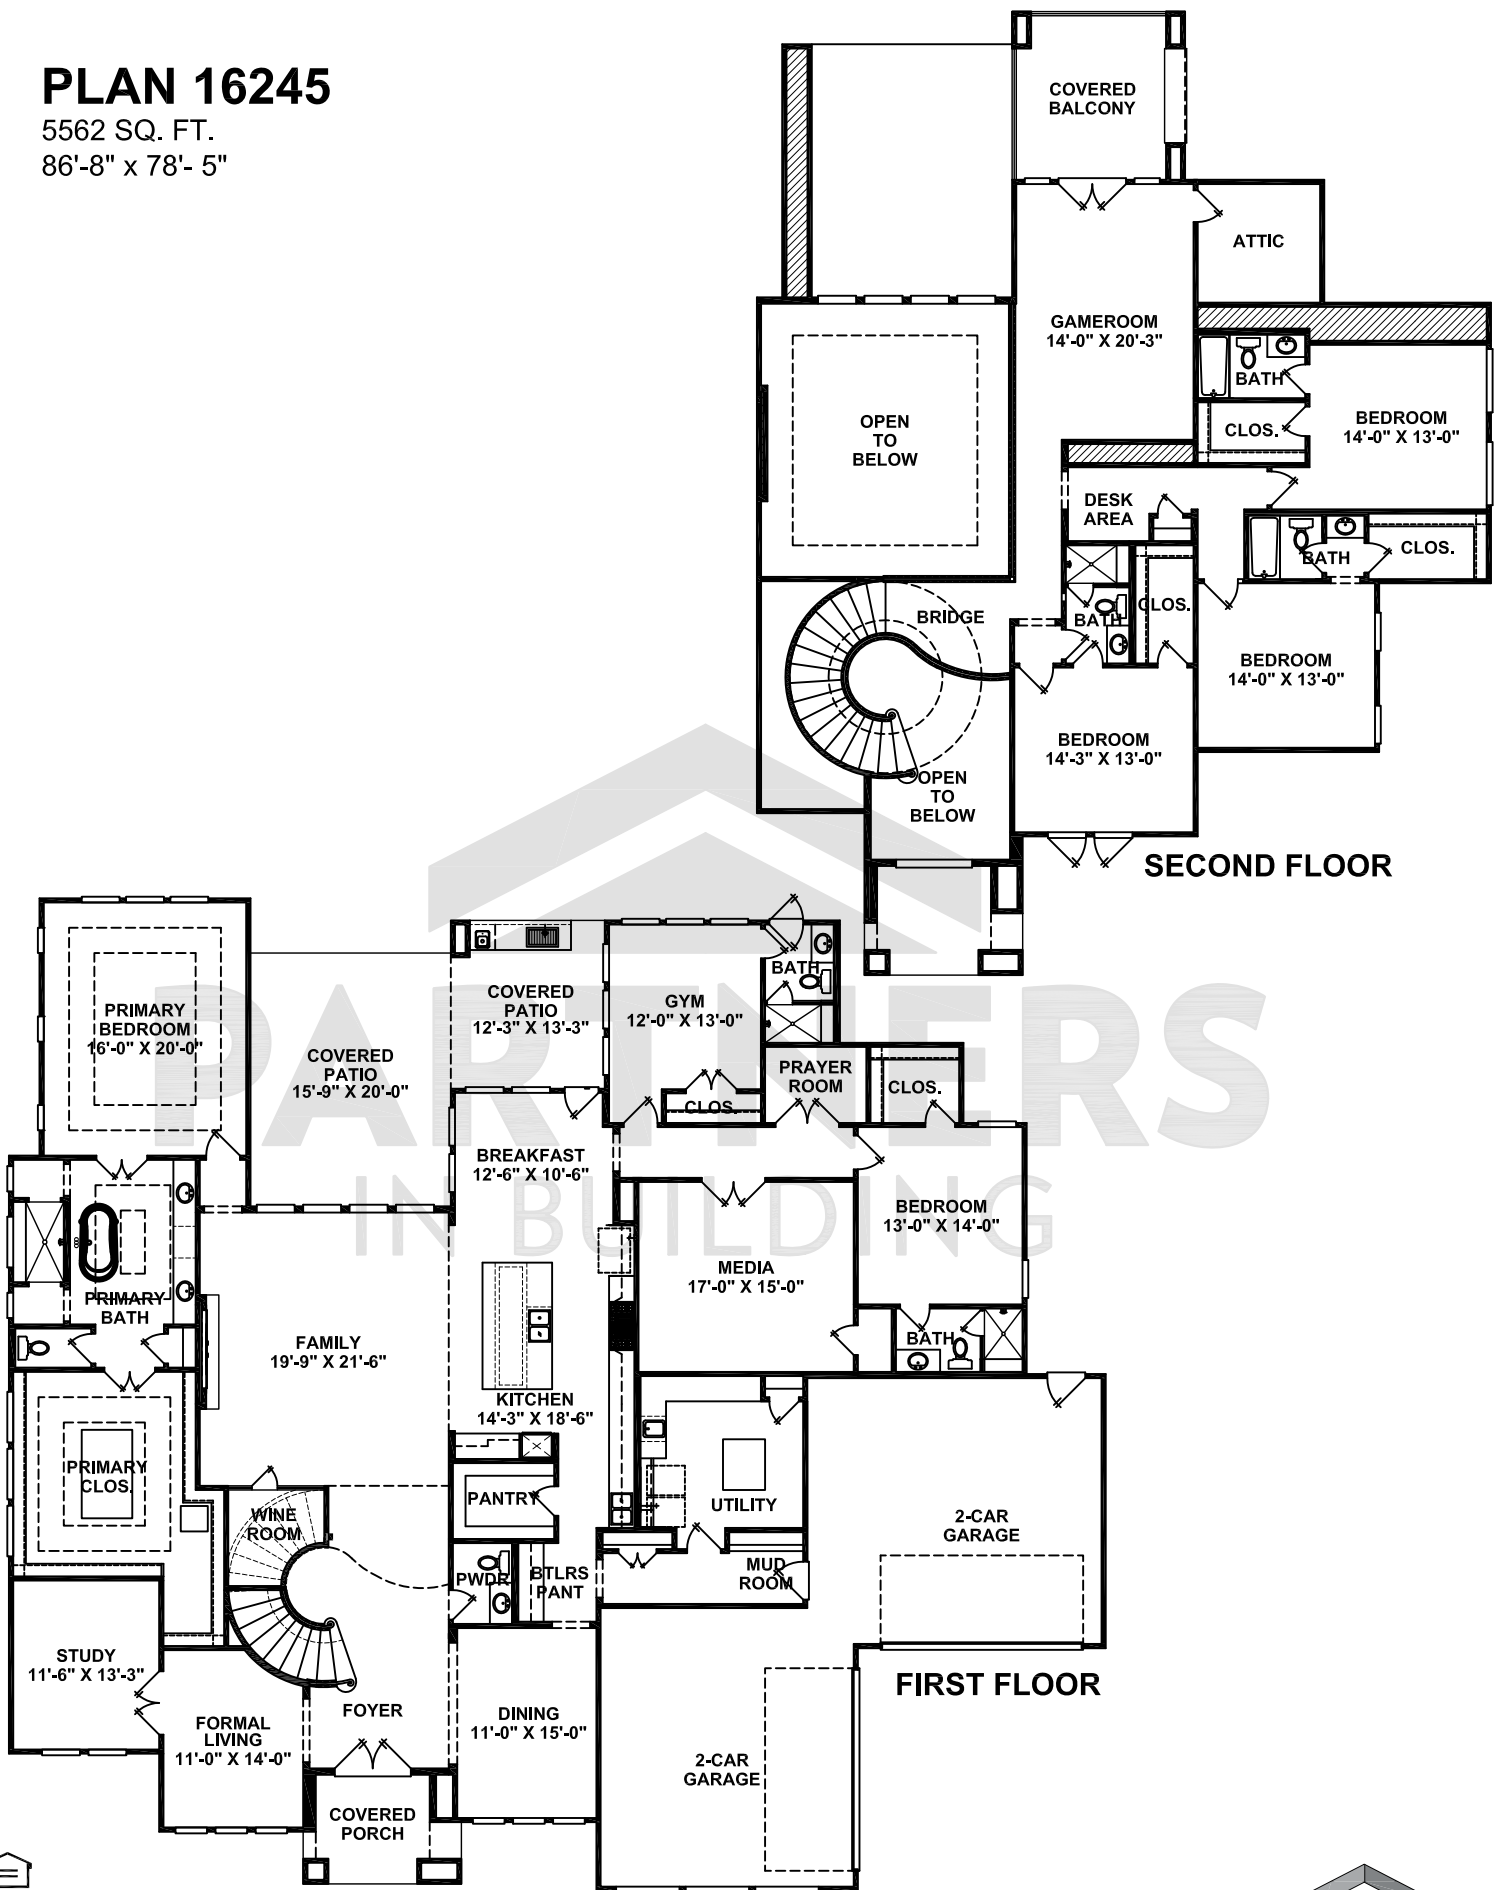 PLAN 16245
5562 SQ. FT.
86'-8" x 78'- 5"
COVERED
BALCONY
ATTIC
GAMEROOM
14'-0" X 20'-3"
BATH
OPEN
TO
BELOW
CLOS.
BEDROOM
14'-0" X 13'-0"
DESK
AREA
BATH
CLOS.
BRIDGE
BATH
CLOS.
BEDROOM
14'-0" X 13'-0"
BEDROOM
14'-3" X 13'-0"
OPEN
TO
BELOW
SECOND FLOOR
PARTNERS
IN BUILDING
PRIMARY
BEDROOM
16'-0" X 20'-0"
COVERED
PATIO
15'-9" X 20'-0"
COVERED
PATIO
12'-3" X 13'-3"
GYM
12'-0" X 13'-0"
BATH
PRAYER
ROOM
CLOS.
CLOS.
BREAKFAST
12'-6" X 10'-6"
BEDROOM
13'-0" X 14'-0"
MEDIA
17'-0" X 15'-0"
PRIMARY
BATH
FAMILY
19'-9" X 21'-6"
BATH
KITCHEN
14'-3" X 18'-6"
PRIMARY
CLOS.
PANTRY
UTILITY
WINE
ROOM
2-CAR
GARAGE
PWDR
BTLRS
PANT
MUD
ROOM
STUDY
11'-6" X 13'-3"
FIRST FLOOR
FORMAL
LIVING
11'-0" X 14'-0"
FOYER
DINING
11'-0" X 15'-0"
2-CAR
GARAGE
COVERED
PORCH